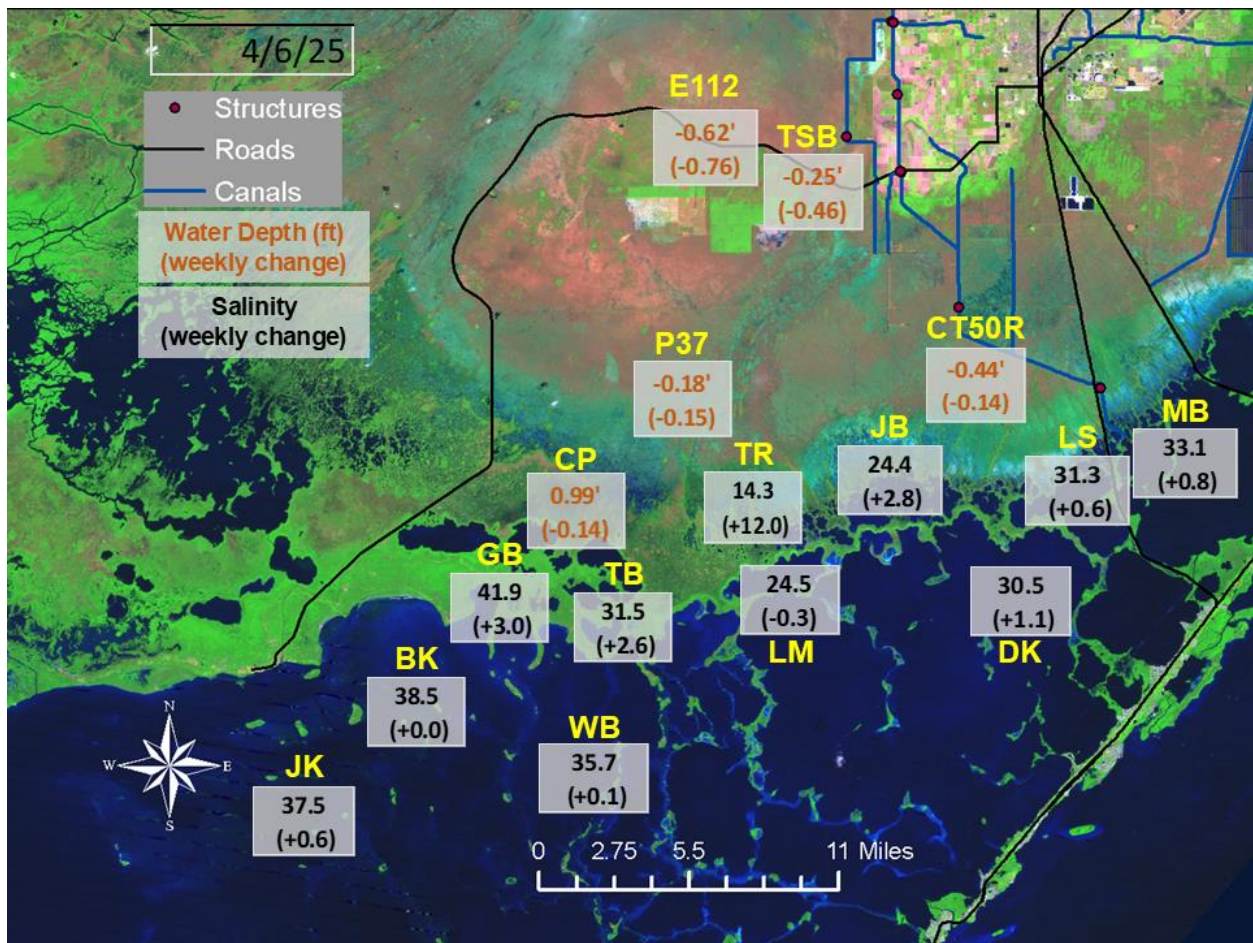 4/6/25
Structures
Roads
Canals
Water Depth (ft)
(weekly change)
Salinity
(weekly change)
E112
-0.62'
(-0.76)
TSB
-0.25'
(-0.46)
P37
-0.18'
(-0.15)
CT50R
-0.44'
(-0.14)
CP
0.99'
(-0.14)
TR
14.3
(+12.0)
JB
24.4
(+2.8)
LS
31.3
(+0.6)
MB
33.1
(+0.8)
GB
41.9
(+3.0)
TB
31.5
(+2.6)
24.5
(-0.3)
LM
30.5
(+1.1)
DK
BK
38.5
(+0.0)
WB
35.7
(+0.1)
JK
37.5
(+0.6)
N
W E
S
0 2.75 5.5 11 Miles